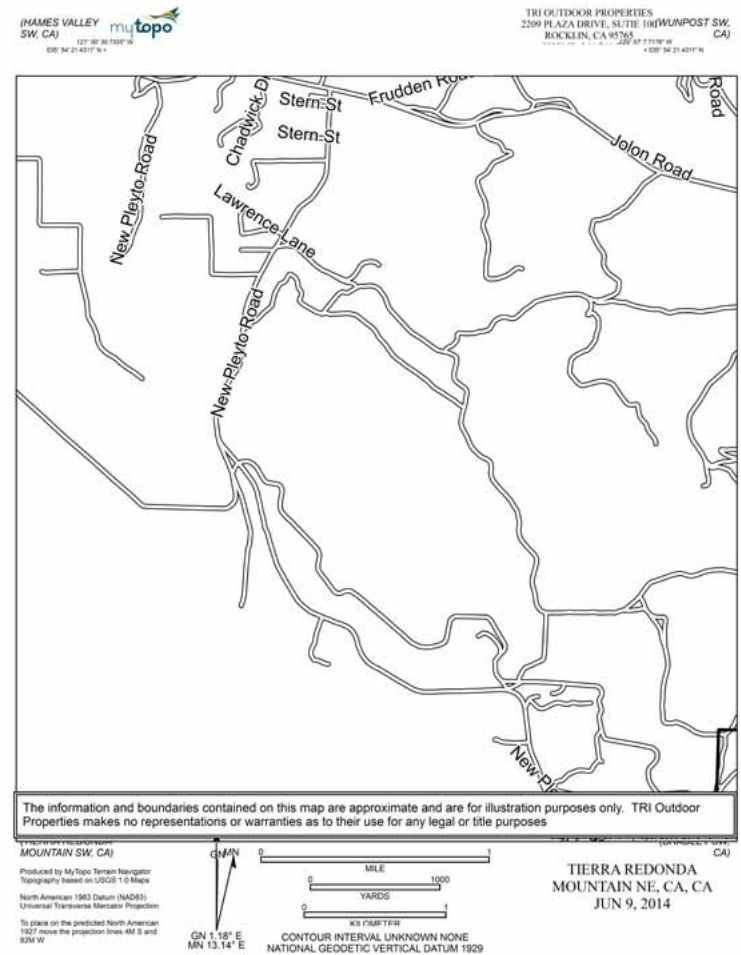 (HAMES VALLEY
SW, CA)
mytopo
TRI OUTDOOR PROPERTIES
2209 PLAZA DRIVE, SUTIE 100
ROCKLIN, CA 95765
(WUNPOST SW,
CA)
035° 54' 21.4311" N
035° 54' 21.4311" N
Stern-St
Stern-St
Frudden
Chadwick
Road
Jolon Road
New Pleyto Road
Lawrence Lane
New Pleyto Road
New
The information and boundaries contained on this map are approximate and are for illustration purposes only. TRI Outdoor
Properties makes no representations or warranties as to their use for any legal or title purposes
MOUNTAIN SW, CA)
CA)
Produced by MyTopo Terrain Navigator
Topography based on USGS 1:0 Maps
North American 1983 Datum (NAD83)
Universal Transverse Mercator Projection
To place on the predicted North American
1927 move the projection lines 4M S and
92M W
GN MN
GN 1.18° E
MN 13.14° E
0 1
MILE
0 1000
YARDS
0 1
KILOMETER
CONTOUR INTERVAL UNKNOWN NONE
NATIONAL GEODETIC VERTICAL DATUM 1929
TIERRA REDONDA
MOUNTAIN NE, CA, CA
JUN 9, 2014